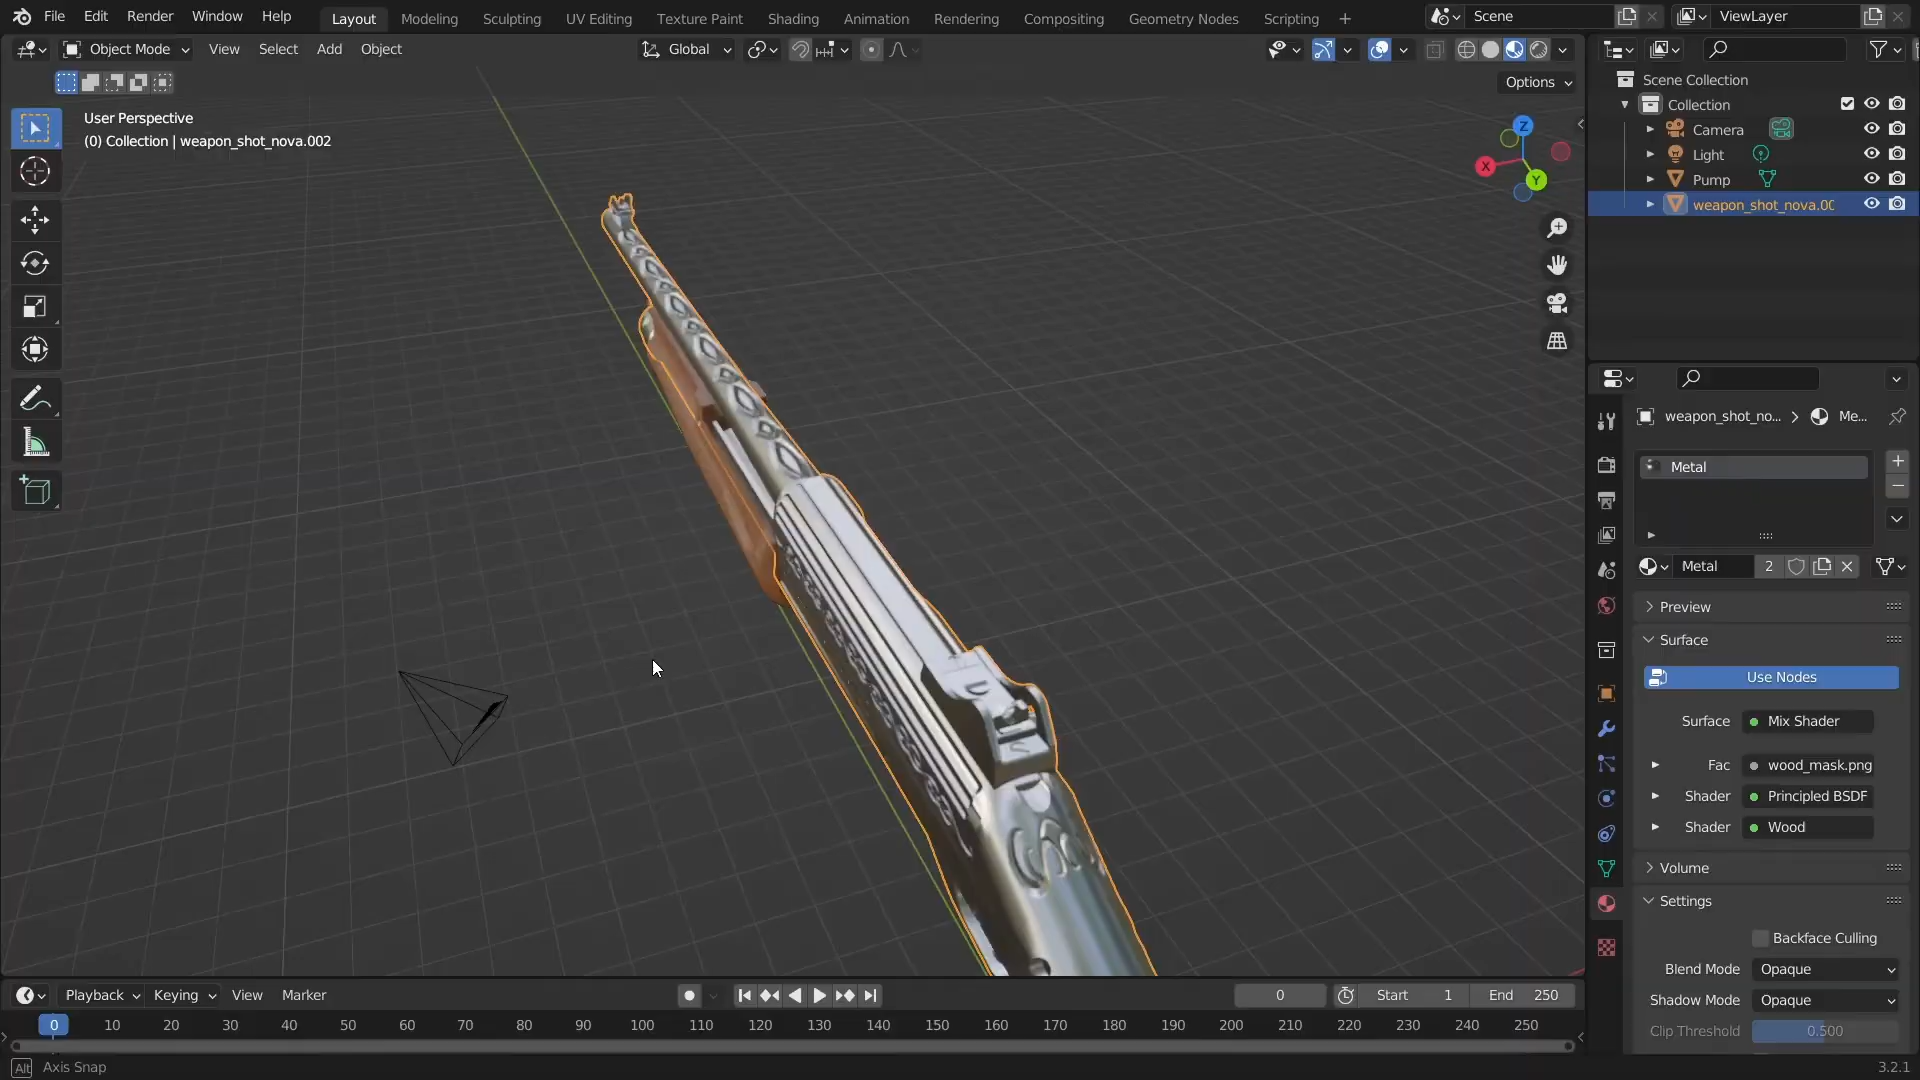 File Edit Render Window Help Layout Modeling Sculpting UV Editing Texture Paint Shading Animation Rendering Compositing Geometry Nodes Scripting + Scene ViewLayer
Object Mode View Select Add Object Global
Options
User Perspective
(0) Collection | weapon_shot_nova.002
Z
X
Y
Scene Collection
Collection
Camera
Light
Pump
weapon_shot_nova.00
weapon_shot_no... > Me...
Metal
Metal 2
Preview
Surface
Use Nodes
Surface Mix Shader
Fac wood_mask.png
Shader Principled BSDF
Shader Wood
Volume
Settings
Backface Culling
Blend Mode Opaque
Shadow Mode Opaque
Clip Threshold 0.500
Playback Keying View Marker 0 Start 1 End 250
0 10 20 30 40 50 60 70 80 90 100 110 120 130 140 150 160 170 180 190 200 210 220 230 240 250
Alt Axis Snap 3.2.1